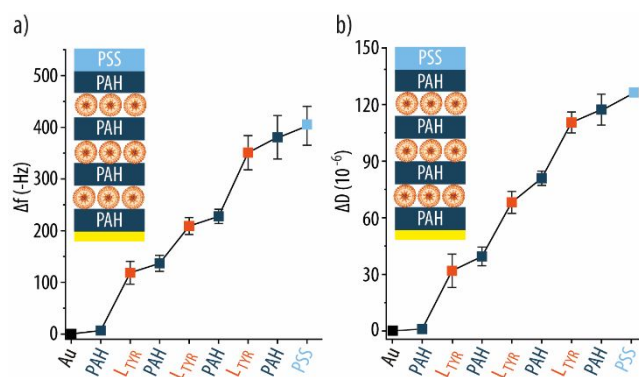 a)
Δf (-Hz)
500
400
300
200
100
0
PSS
PAH
PAH
PAH
PAH
Au
PAH
LTYR
PAH
LTYR
PAH
LTYR
PAH
PSS
b)
ΔD (10-6)
150
120
90
60
30
0
PSS
PAH
PAH
PAH
PAH
Au
PAH
LTYR
PAH
LTYR
PAH
LTYR
PAH
PSS